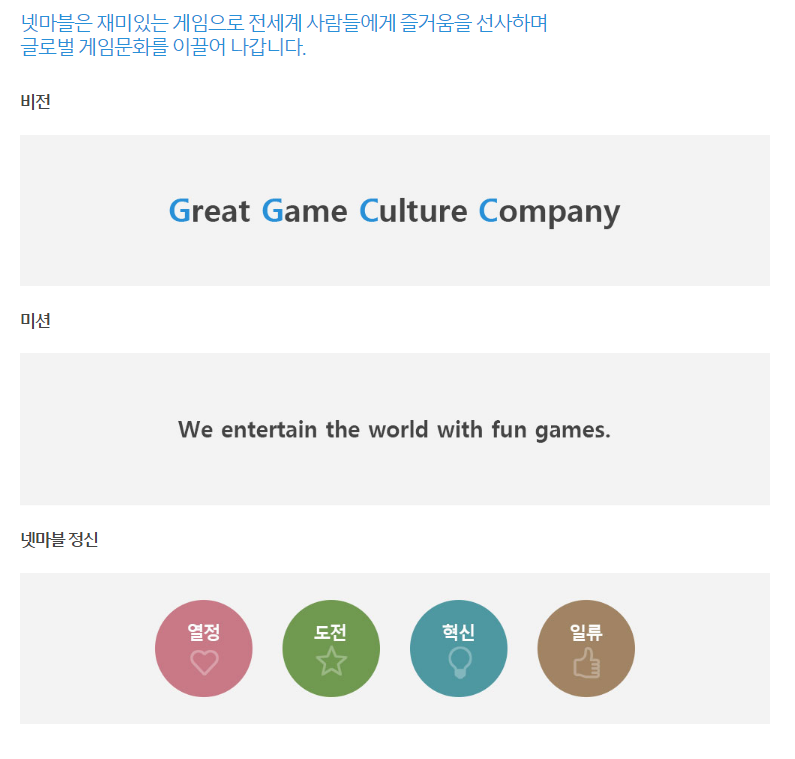 넷마블은 재미있는 게임으로 전세계 사람들에게 즐거움을 선사하며
글로벌 게임문화를 이끌어 나갑니다.
비전
Great Game Culture Company
미션
We entertain the world with fun games.
넷마블 정신
열정 도전 혁신 일류